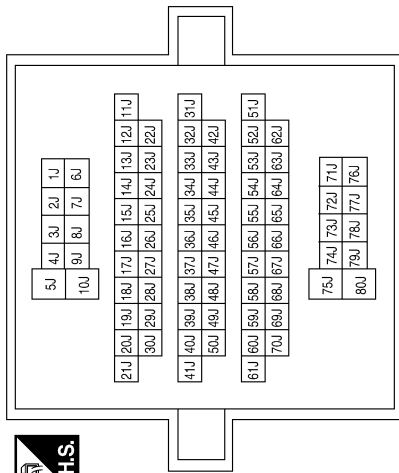 H.S.
5J 4J 3J 2J 1J
10J 9J 8J 7J 6J
21J 20J 19J 18J 17J 16J 15J 14J 13J 12J 11J
30J 29J 28J 27J 26J 25J 24J 23J 22J
41J 40J 39J 38J 37J 36J 35J 34J 33J 32J 31J
50J 49J 48J 47J 46J 45J 44J 43J 42J
61J 60J 59J 58J 57J 56J 55J 54J 53J 52J 51J
70J 69J 68J 67J 66J 65J 64J 63J 62J
75J 74J 73J 72J 71J
80J 79J 78J 77J 76J